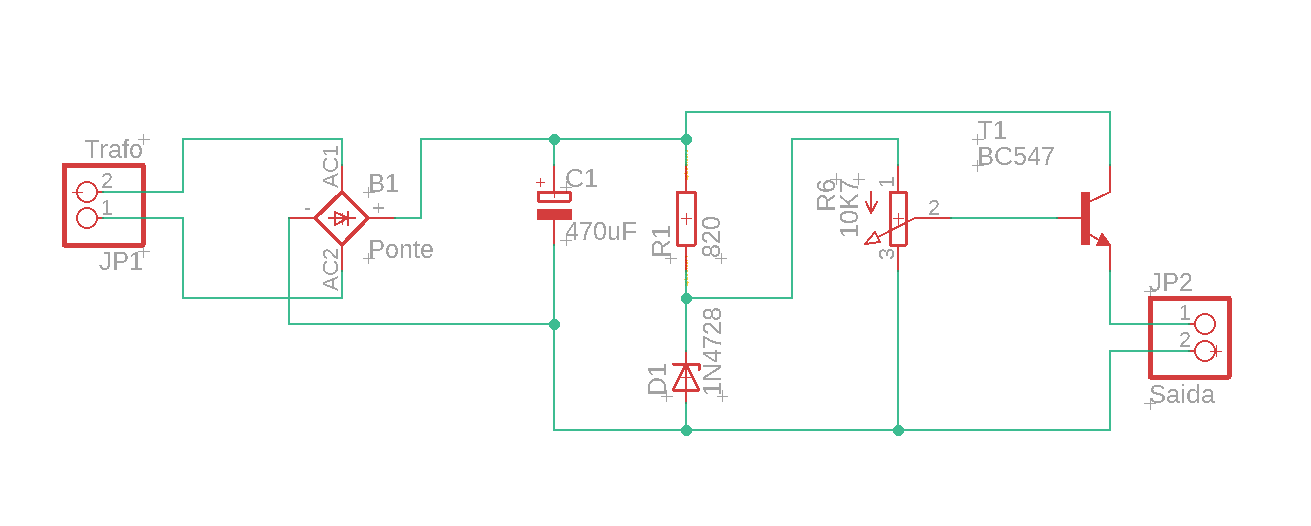 Trafo
2
1
JP1
AC1
B1
-
+
AC2
Ponte
+
C1
470uF
R1
820
D1
1N4728
R6
10K7
1
2
3
T1
BC547
JP2
1
2
Saida